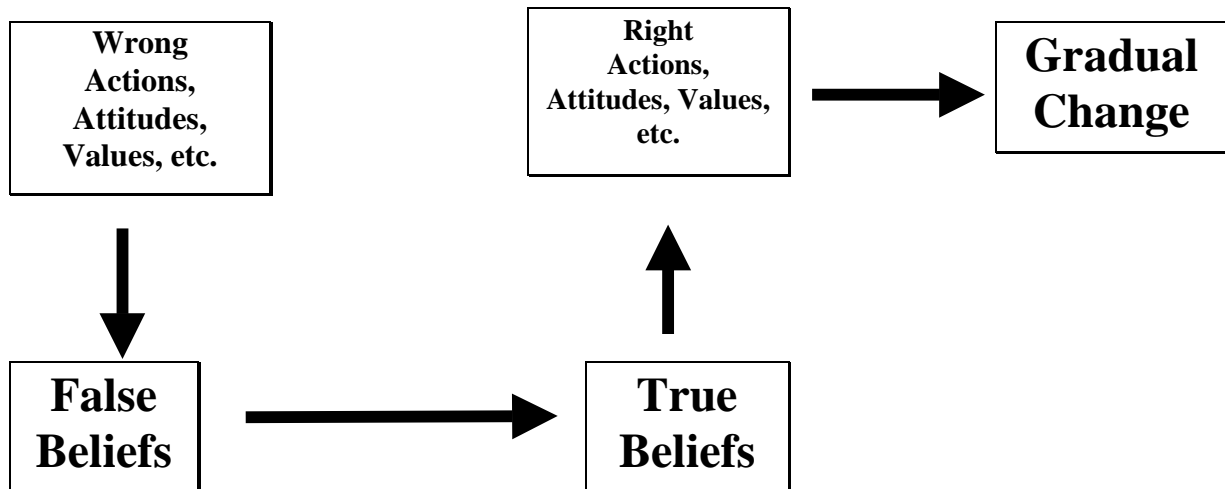 Wrong
Actions,
Attitudes,
Values, etc.
Right
Actions,
Attitudes, Values,
etc.
Gradual
Change
False
Beliefs
True
Beliefs